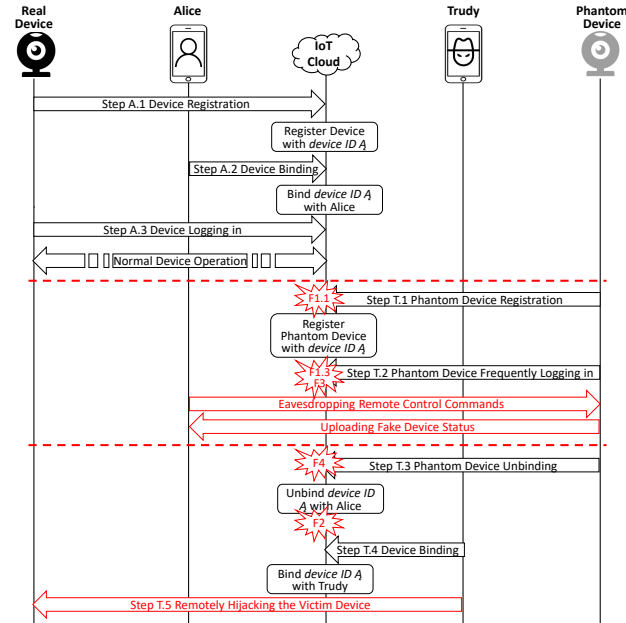 Real
Device
Alice
IoT
Cloud
Trudy
Phantom
Device
Step A.1 Device Registration
Register Device
with device ID A
Step A.2 Device Binding
Bind device ID A
with Alice
Step A.3 Device Logging in
Normal Device Operation
F1.1
Step T.1 Phantom Device Registration
Register
Phantom Device
with device ID A
F1.3
F3
Step T.2 Phantom Device Frequently Logging in
Eavesdropping Remote Control Commands
Uploading Fake Device Status
F4
Step T.3 Phantom Device Unbinding
Unbind device ID
A with Alice
F2
Step T.4 Device Binding
Bind device ID A
with Trudy
Step T.5 Remotely Hijacking the Victim Device